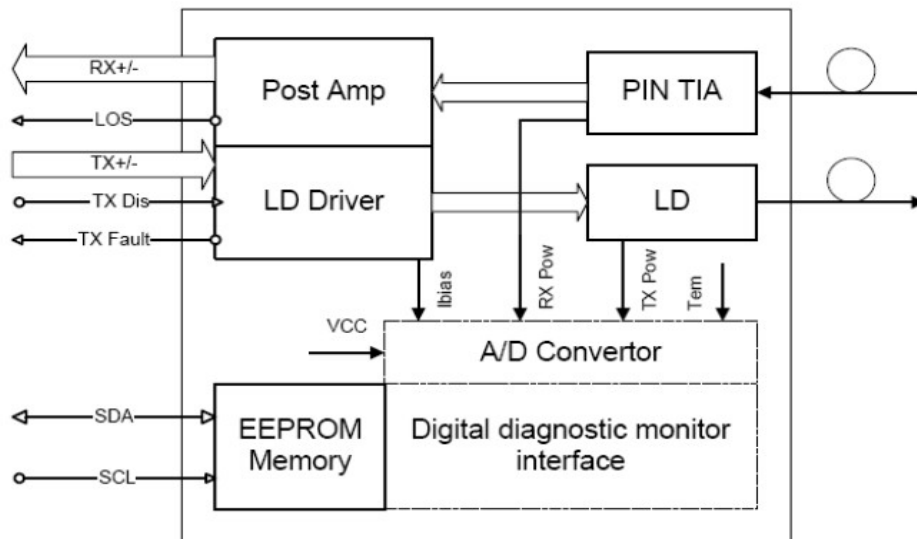 RX+/-
Post Amp
PIN TIA
LOS
TX+/-
LD Driver
LD
TX Dis
TX Fault
Ibias
RX Pow
TX Pow
Tem
VCC
A/D Convertor
SDA
EEPROM
Memory
Digital diagnostic monitor
interface
SCL